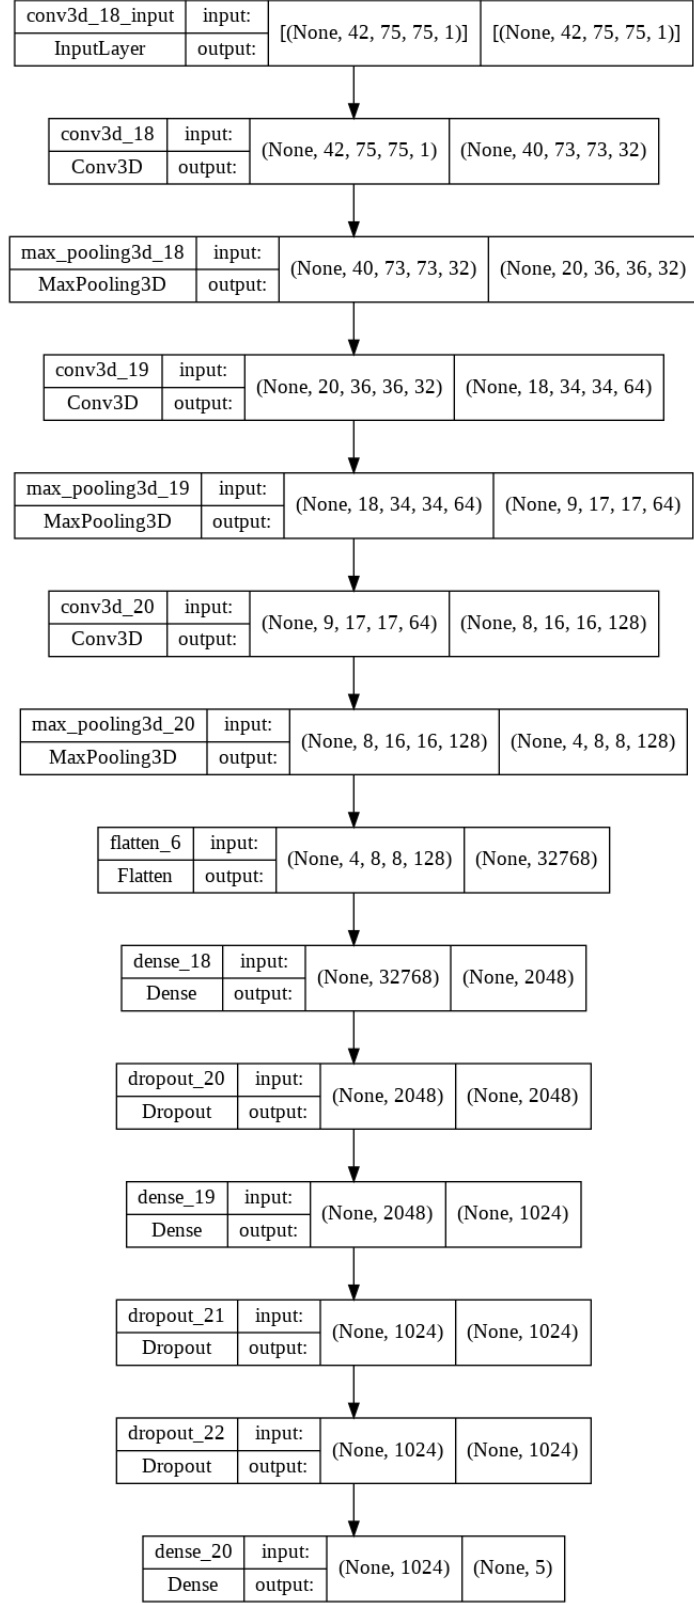 conv3d_18_input input: [(None, 42, 75, 75, 1)] [(None, 42, 75, 75, 1)]
InputLayer output:
conv3d_18 input: (None, 42, 75, 75, 1) (None, 40, 73, 73, 32)
Conv3D output:
max_pooling3d_18 input: (None, 40, 73, 73, 32) (None, 20, 36, 36, 32)
MaxPooling3D output:
conv3d_19 input: (None, 20, 36, 36, 32) (None, 18, 34, 34, 64)
Conv3D output:
max_pooling3d_19 input: (None, 18, 34, 34, 64) (None, 9, 17, 17, 64)
MaxPooling3D output:
conv3d_20 input: (None, 9, 17, 17, 64) (None, 8, 16, 16, 128)
Conv3D output:
max_pooling3d_20 input: (None, 8, 16, 16, 128) (None, 4, 8, 8, 128)
MaxPooling3D output:
flatten_6 input: (None, 4, 8, 8, 128) (None, 32768)
Flatten output:
dense_18 input: (None, 32768) (None, 2048)
Dense output:
dropout_20 input: (None, 2048) (None, 2048)
Dropout output:
dense_19 input: (None, 2048) (None, 1024)
Dense output:
dropout_21 input: (None, 1024) (None, 1024)
Dropout output:
dropout_22 input: (None, 1024) (None, 1024)
Dropout output:
dense_20 input: (None, 1024) (None, 5)
Dense output: